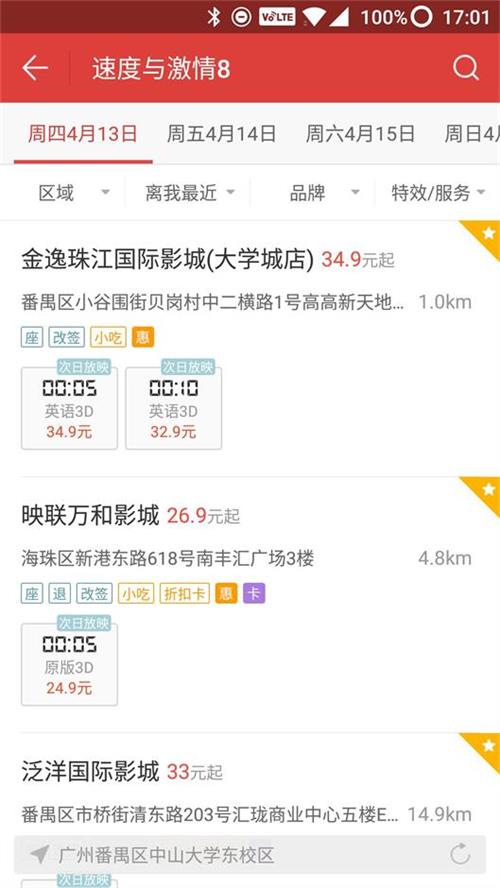 VoLTE 100% 17:01
速度与激情8
周四4月13日 周五4月14日 周六4月15日 周日4月
区域 离我最近 品牌 特效/服务
金逸珠江国际影城(大学城店) 34.9元起
番禺区小谷围街贝岗村中二横路1号高高新天地... 1.0km
座 改签 小吃 惠
次日放映 次日放映
00:05 00:10
英语3D 英语3D
34.9元 32.9元
映联万和影城 26.9元起
海珠区新港东路618号南丰汇广场3楼 4.8km
座 退 改签 小吃 折扣卡 惠 卡
次日放映
00:05
原版3D
24.9元
泛洋国际影城 33元起
番禺区市桥街清东路203号汇珑商业中心五楼E... 14.9km
广州番禺区中山大学东校区
次日放映